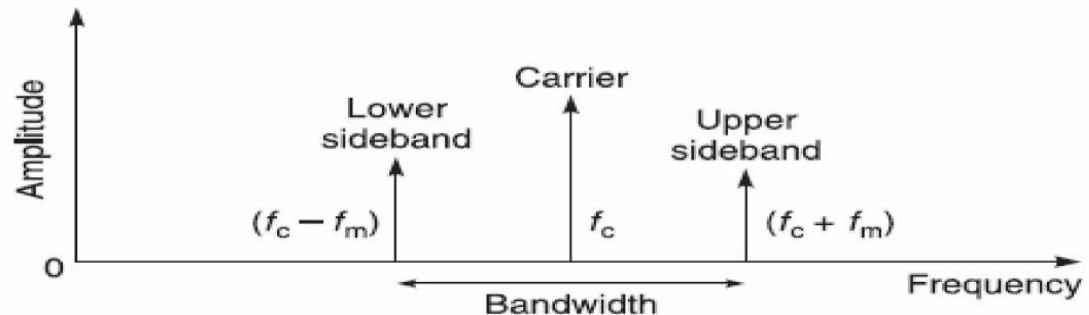 Amplitude
Carrier
Lower
sideband
Upper
sideband
(fc − fm)
fc
(fc + fm)
0
Frequency
Bandwidth